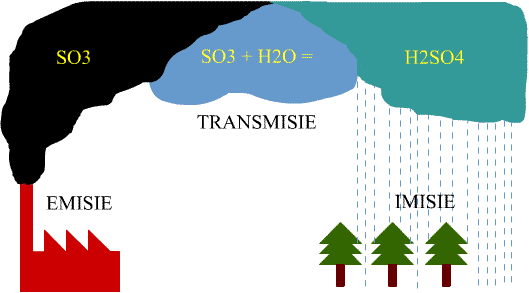 SO3
SO3 + H2O =
H2SO4
TRANSMISIE
EMISIE
IMISIE